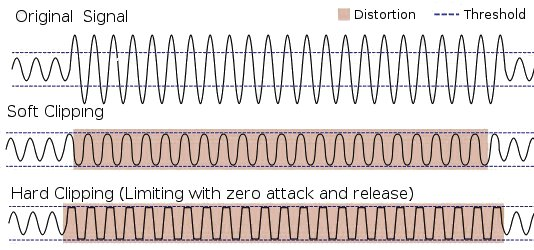 Original Signal
Distortion
Threshold
Soft Clipping
Hard Clipping (Limiting with zero attack and release)